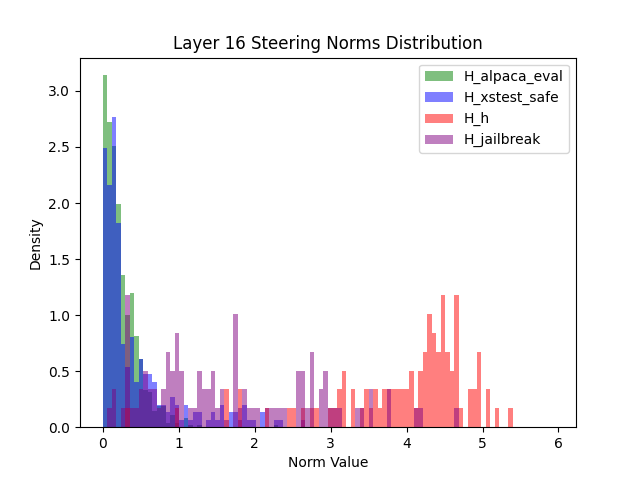 Layer 16 Steering Norms Distribution
H_alpaca_eval
H_xstest_safe
H_h
H_jailbreak
3.0
2.5
2.0
1.5
1.0
0.5
0.0
Density
0 1 2 3 4 5 6
Norm Value